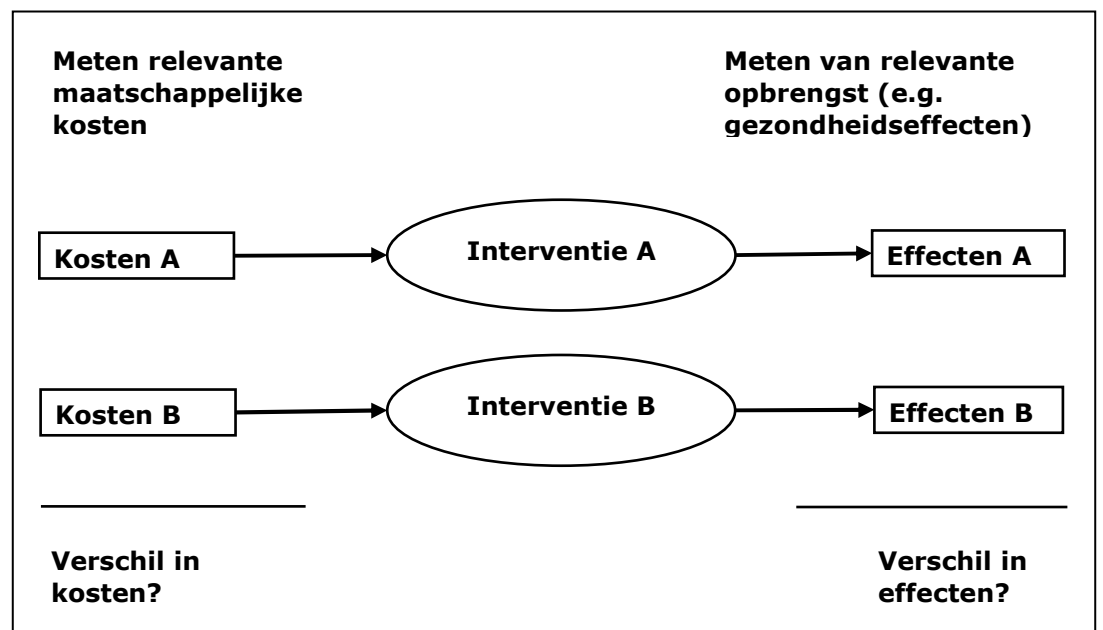 Meten relevante
maatschappelijke
kosten
Meten van relevante
opbrengst (e.g.
gezondheidseffecten)
Kosten A
Interventie A
Effecten A
Kosten B
Interventie B
Effecten B
Verschil in
kosten?
Verschil in
effecten?